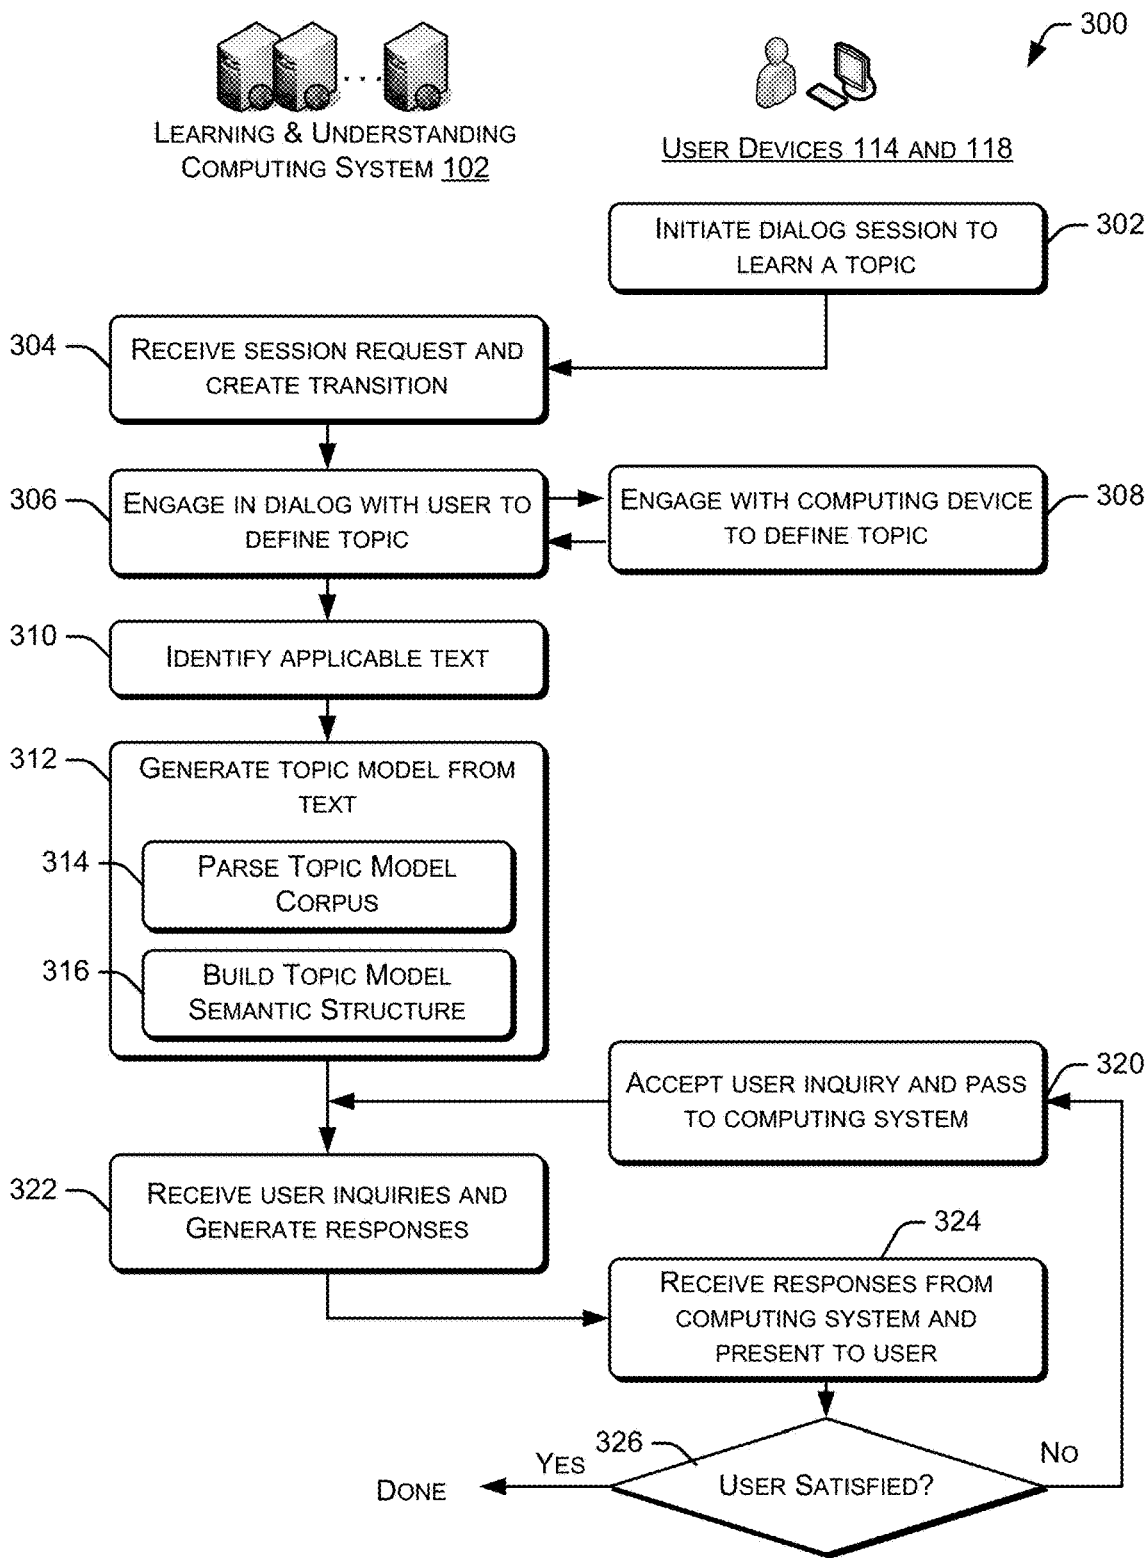 300
LEARNING & UNDERSTANDING
COMPUTING SYSTEM 102
USER DEVICES 114 AND 118
INITIATE DIALOG SESSION TO
LEARN A TOPIC
302
304
RECEIVE SESSION REQUEST AND
CREATE TRANSITION
306
ENGAGE IN DIALOG WITH USER TO
DEFINE TOPIC
ENGAGE WITH COMPUTING DEVICE
TO DEFINE TOPIC
308
310
IDENTIFY APPLICABLE TEXT
312
GENERATE TOPIC MODEL FROM
TEXT
314
PARSE TOPIC MODEL
CORPUS
316
BUILD TOPIC MODEL
SEMANTIC STRUCTURE
ACCEPT USER INQUIRY AND PASS
TO COMPUTING SYSTEM
320
322
RECEIVE USER INQUIRIES AND
GENERATE RESPONSES
324
RECEIVE RESPONSES FROM
COMPUTING SYSTEM AND
PRESENT TO USER
326
USER SATISFIED?
YES
NO
DONE